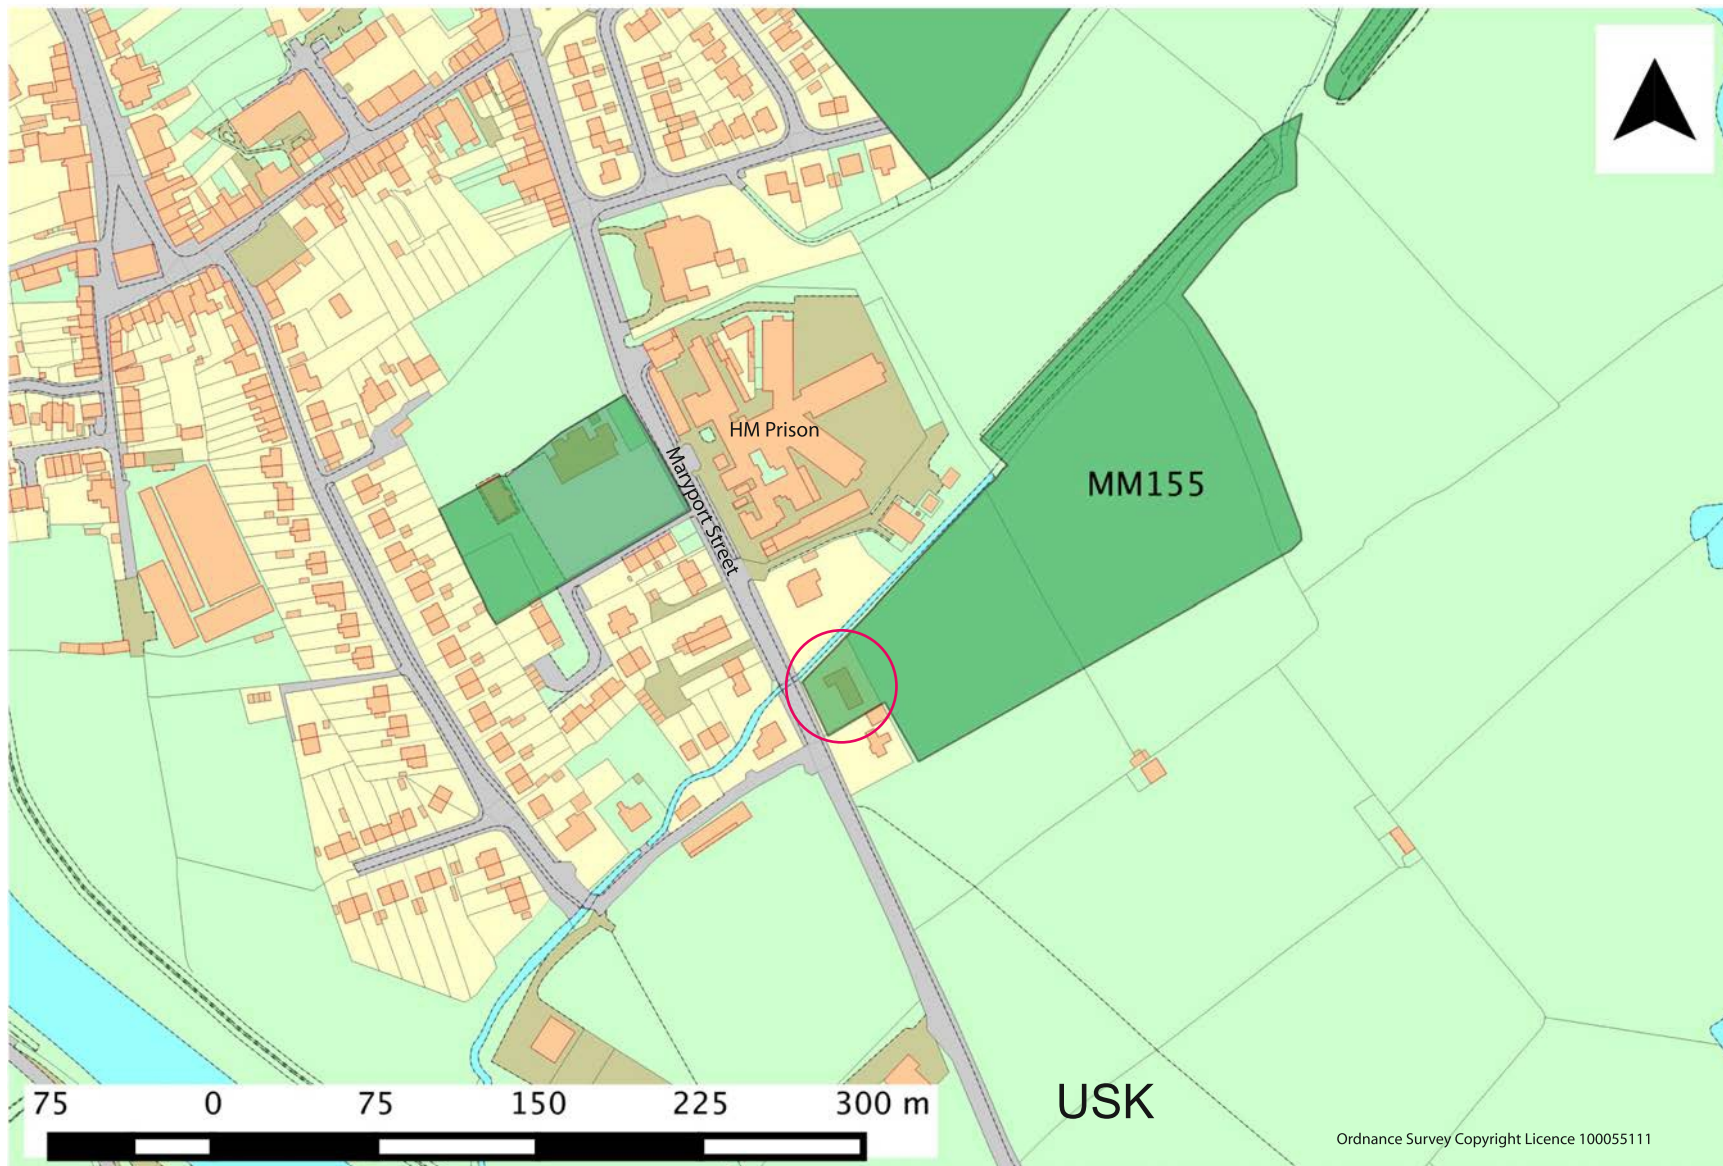 HM Prison
Maryport Street
MM155
75 0 75 150 225 300 m
USK
Ordnance Survey Copyright Licence 100055111